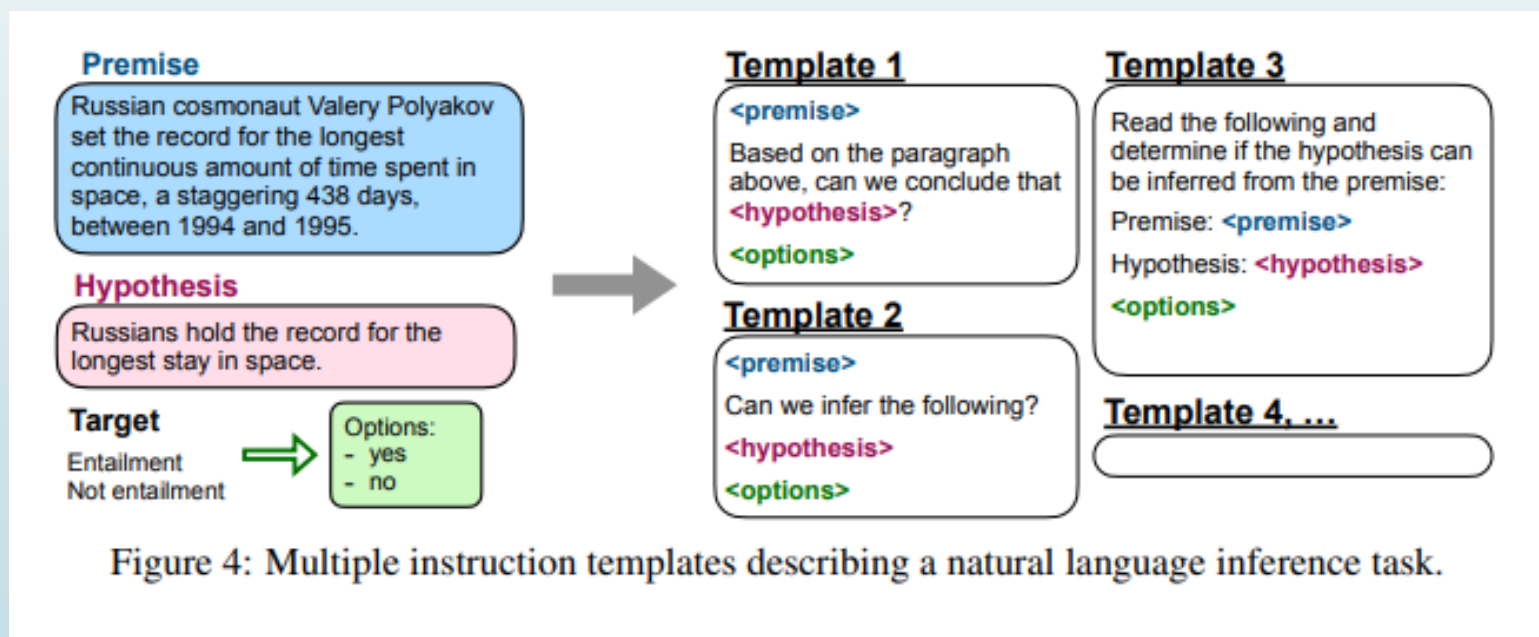 Premise
Russian cosmonaut Valery Polyakov
set the record for the longest
continuous amount of time spent in
space, a staggering 438 days,
between 1994 and 1995.
Hypothesis
Russians hold the record for the
longest stay in space.
Target
Entailment
Not entailment
Options:
- yes
- no
Template 1
<premise>
Based on the paragraph
above, can we conclude that
<hypothesis>?
<options>
Template 2
<premise>
Can we infer the following?
<hypothesis>
<options>
Template 3
Read the following and
determine if the hypothesis can
be inferred from the premise:
Premise: <premise>
Hypothesis: <hypothesis>
<options>
Template 4, ...
Figure 4: Multiple instruction templates describing a natural language inference task.